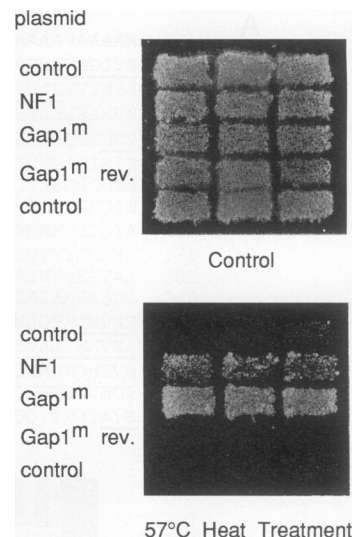 plasmid
control
NF1
Gap1m
Gap1m rev.
control
Control
control
NF1
Gap1m
Gap1m rev.
control
57°C Heat Treatment